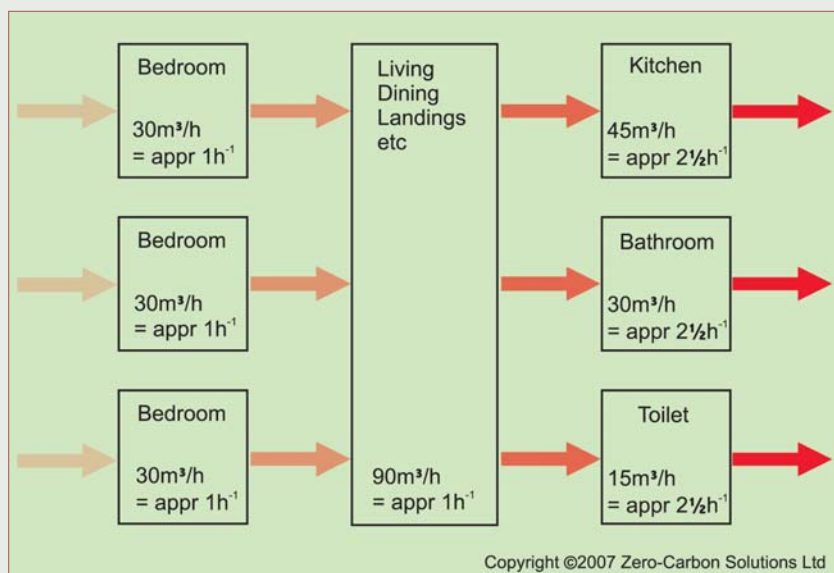 Bedroom
30m³/h
= appr 1h⁻¹
Bedroom
30m³/h
= appr 1h⁻¹
Bedroom
30m³/h
= appr 1h⁻¹
Living
Dining
Landings
etc
90m³/h
= appr 1h⁻¹
Kitchen
45m³/h
= appr 2½h⁻¹
Bathroom
30m³/h
= appr 2½h⁻¹
Toilet
15m³/h
= appr 2½h⁻¹
Copyright ©2007 Zero-Carbon Solutions Ltd